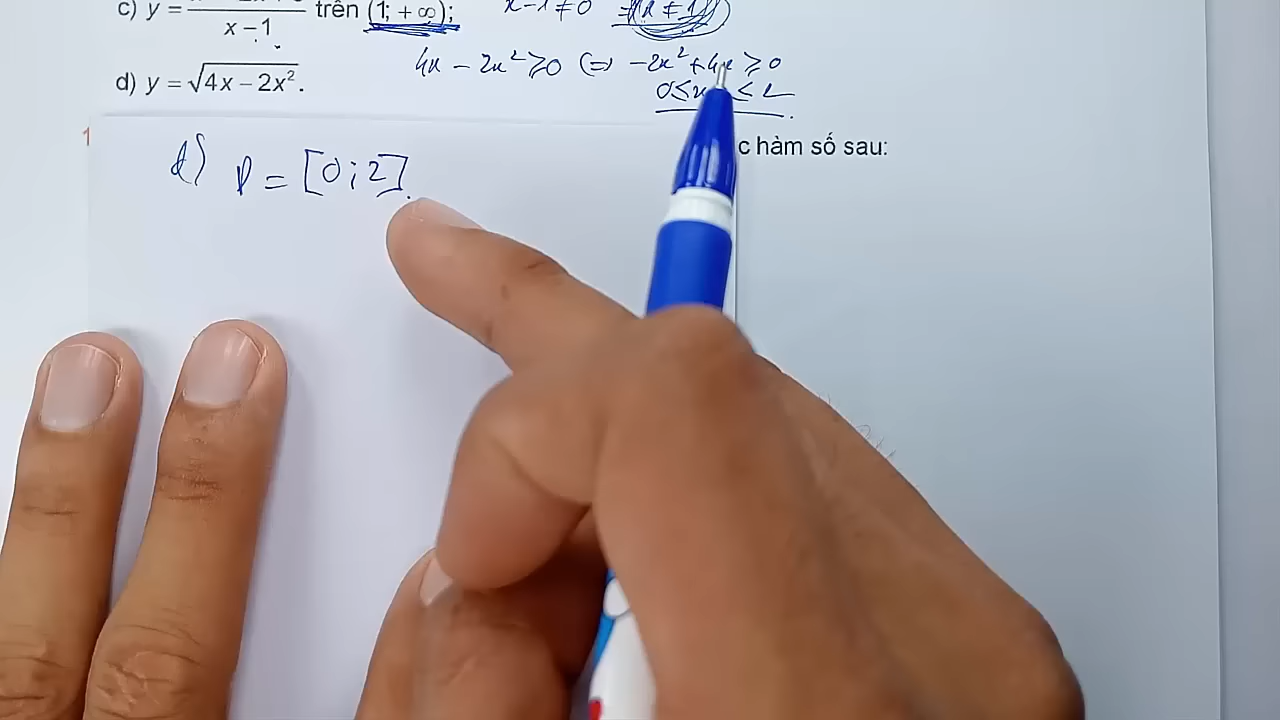 c) y = x - 1 trên (1; +∞); x - 1 ≠ 0 x ≠ 1
d) y = √4x - 2x². 4x - 2x² ≥ 0 ⇔ -2x² + 4x ≥ 0
0 ≤ x ≤ 2
c hàm số sau:
d) D = [0; 2].